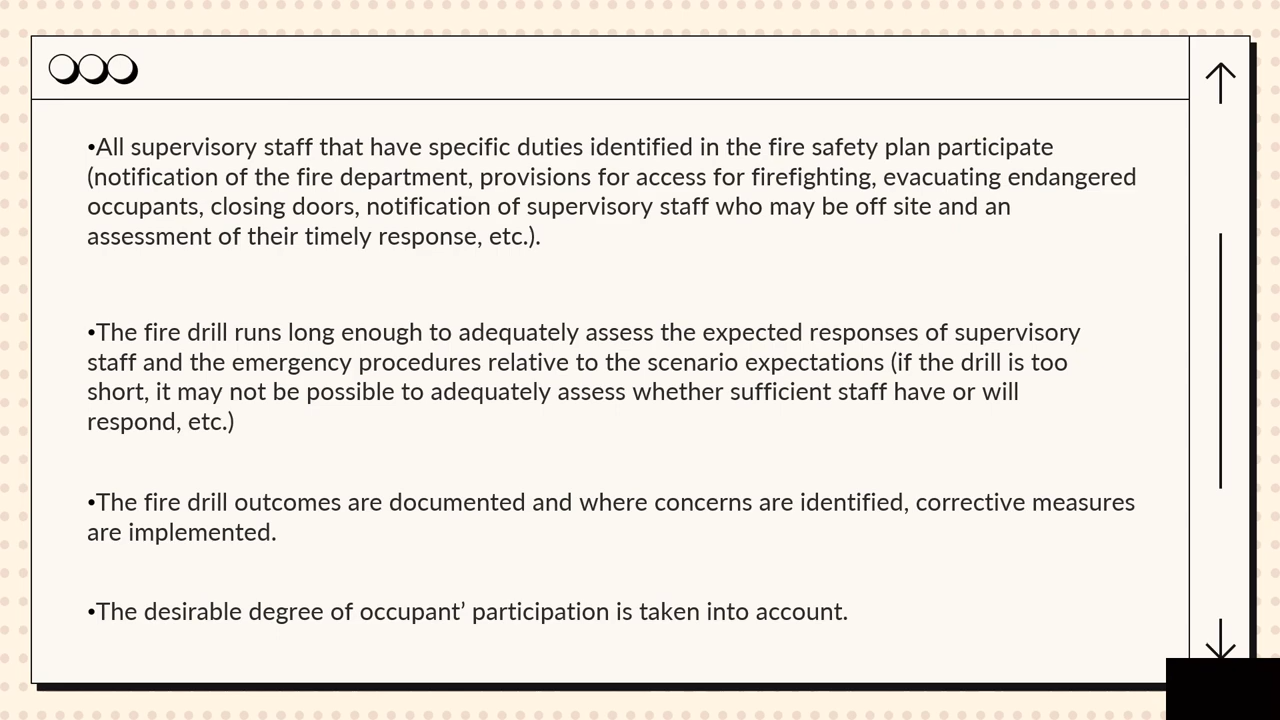 •All supervisory staff that have specific duties identified in the fire safety plan participate
(notification of the fire department, provisions for access for firefighting, evacuating endangered
occupants, closing doors, notification of supervisory staff who may be off site and an
assessment of their timely response, etc.).
•The fire drill runs long enough to adequately assess the expected responses of supervisory
staff and the emergency procedures relative to the scenario expectations (if the drill is too
short, it may not be possible to adequately assess whether sufficient staff have or will
respond, etc.)
•The fire drill outcomes are documented and where concerns are identified, corrective measures
are implemented.
•The desirable degree of occupant’ participation is taken into account.